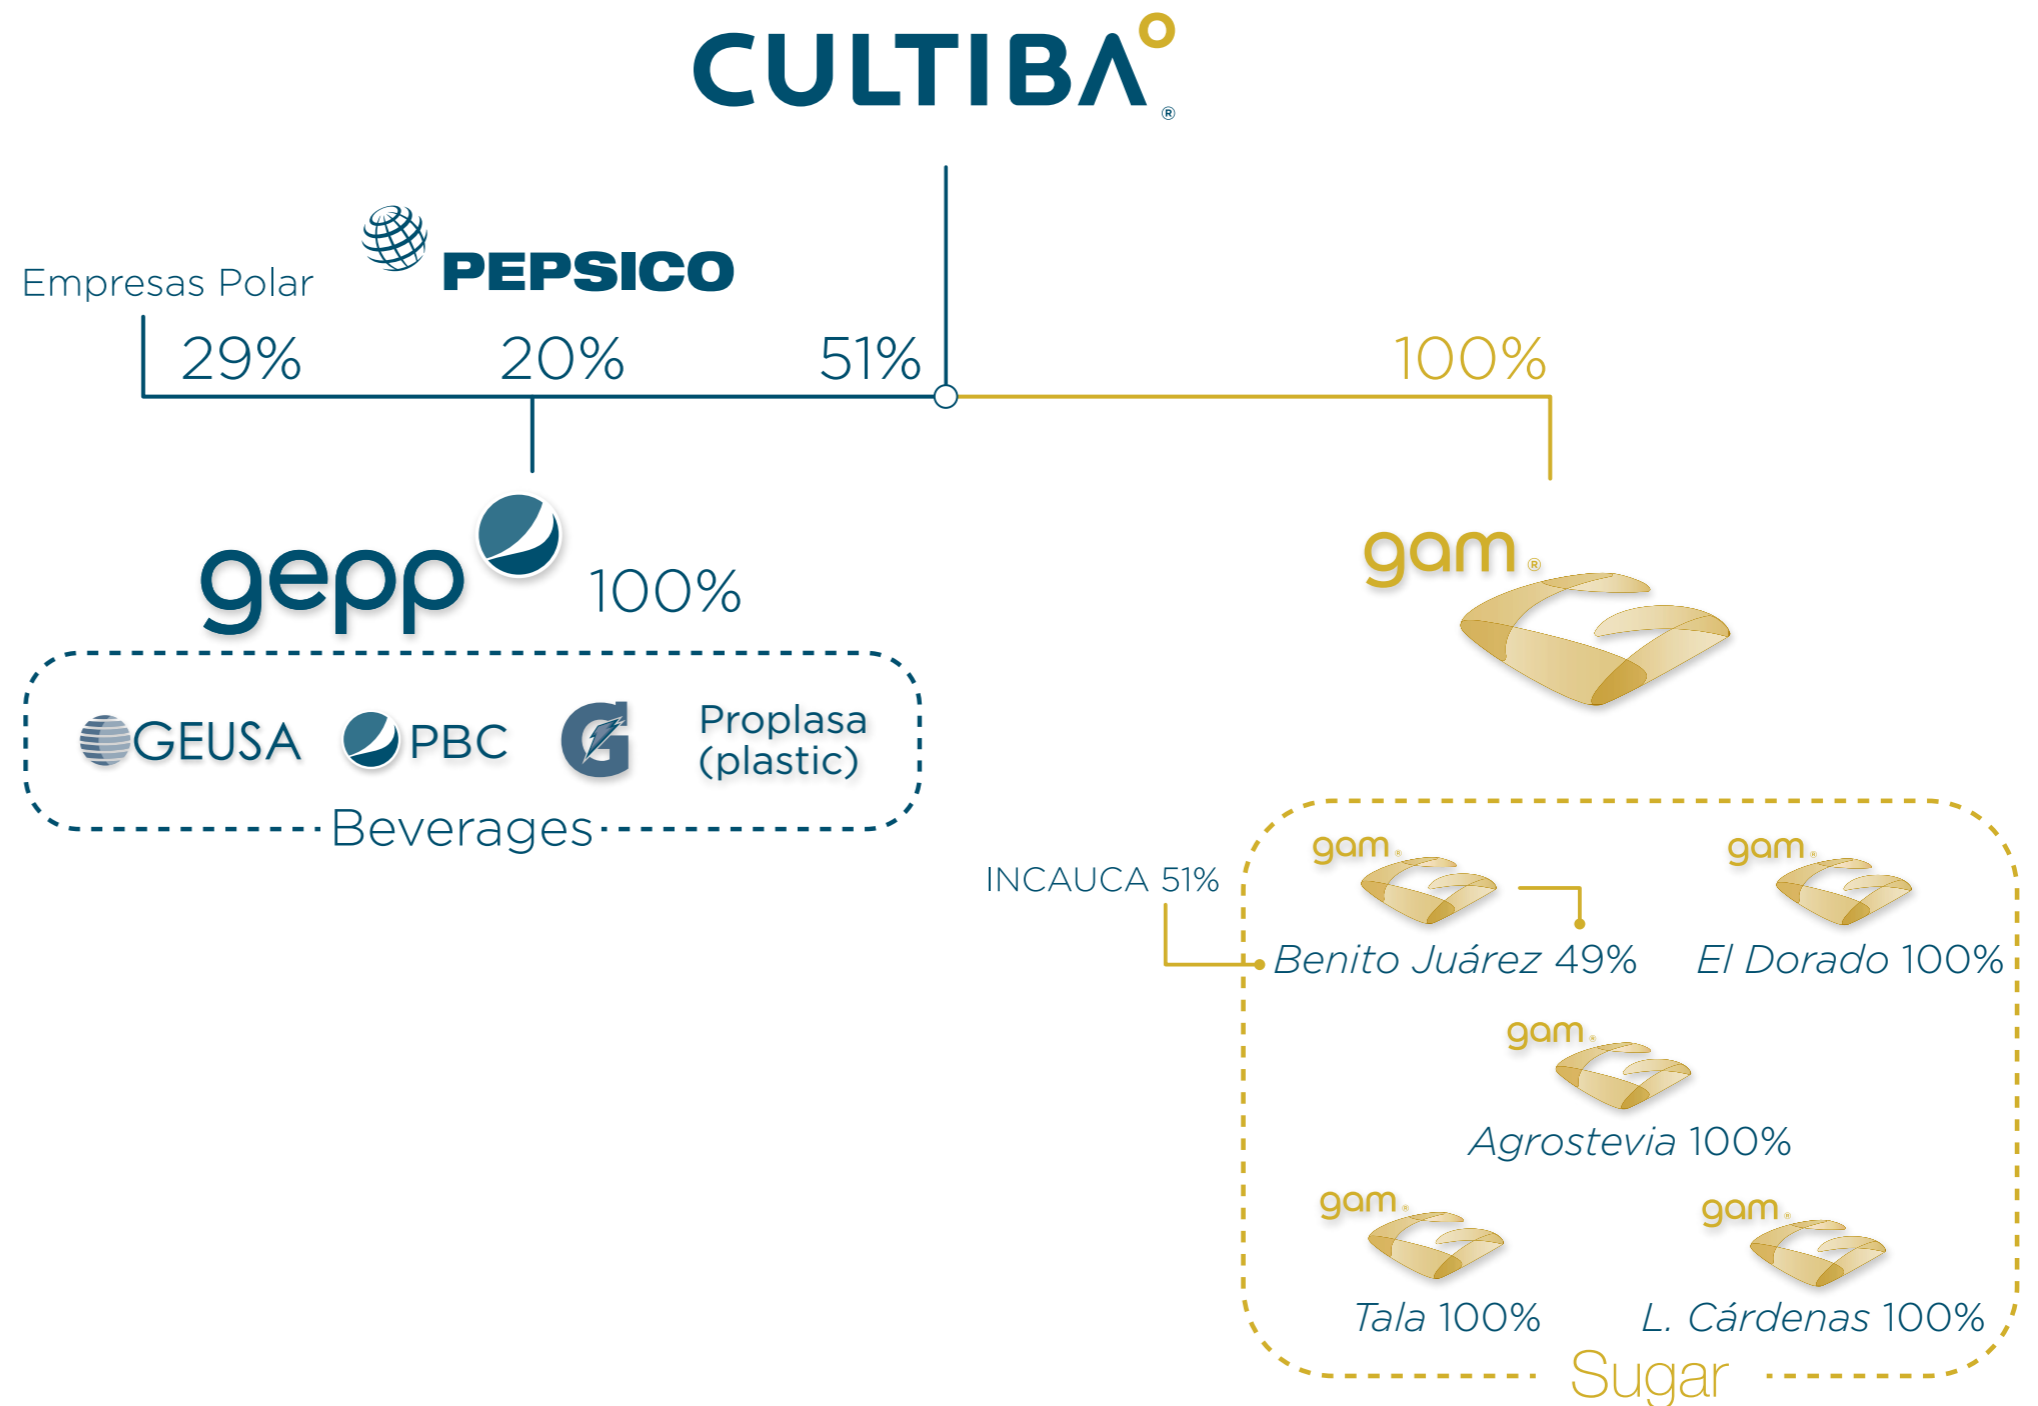 CULTIBA®
PEPSICO
Empresas Polar
29%
20%
51%
100%
gepp
100%
gam®
GEUSA
PBC
G
Proplasa
(plastic)
Beverages
INCAUCA 51%
gam®
Benito Juárez 49%
gam®
El Dorado 100%
gam®
Agrostevia 100%
gam®
Tala 100%
gam®
L. Cárdenas 100%
Sugar